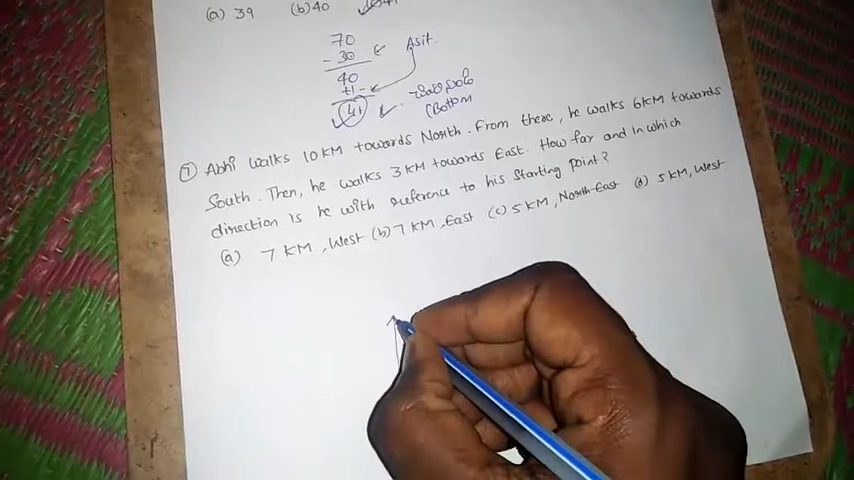 (a) 39 (b) 40
70
- 30
40
+1
41
Asit.
(Bottom
(7) Abhi walks 10 KM towards North. From there, he walks 6KM towards
South. Then, he walks 3 KM towards East. How far and in which
direction is he with reference to his starting point?
(a) 7 KM, West (b) 7 KM, East (c) 5 KM, North-East (d) 5 KM, West